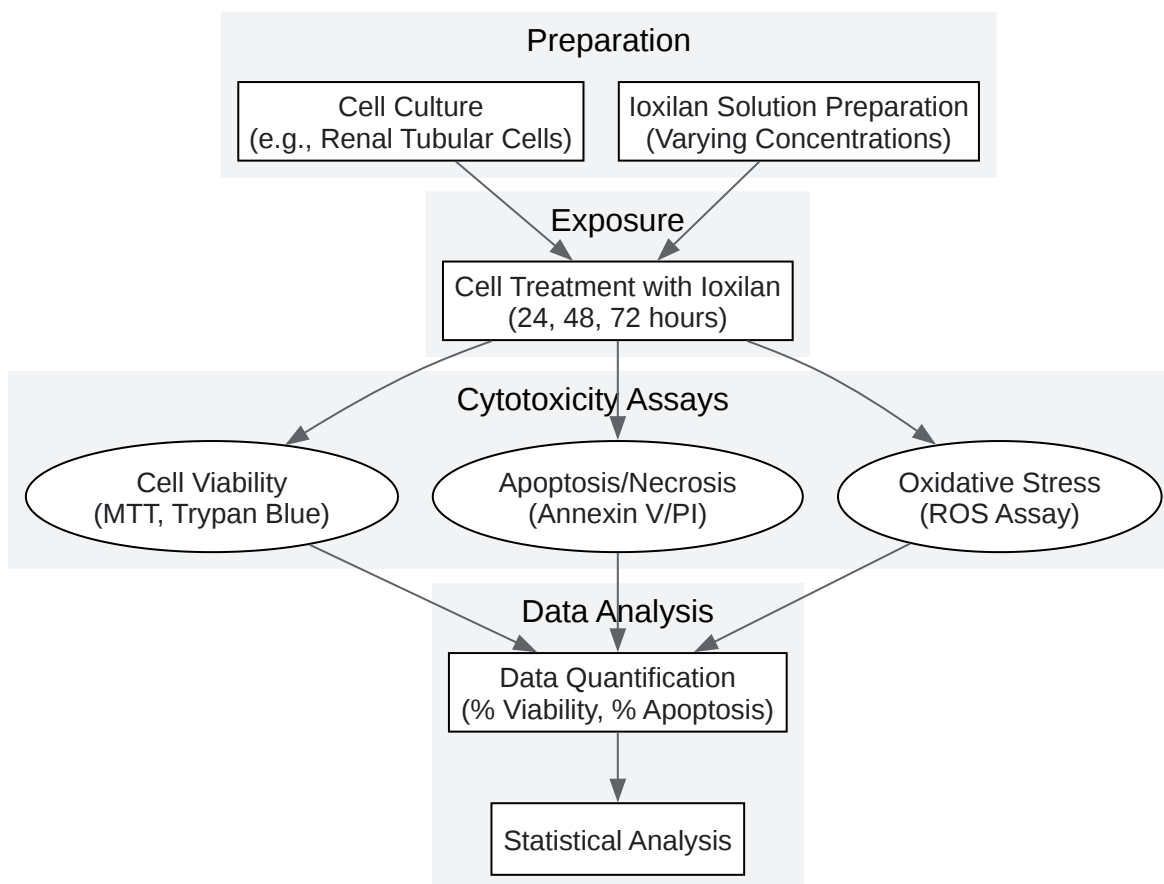 Preparation
Cell Culture
(e.g., Renal Tubular Cells)
Ioxilan Solution Preparation
(Varying Concentrations)
Exposure
Cell Treatment with Ioxilan
(24, 48, 72 hours)
Cytotoxicity Assays
Cell Viability
(MTT, Trypan Blue)
Apoptosis/Necrosis
(Annexin V/PI)
Oxidative Stress
(ROS Assay)
Data Analysis
Data Quantification
(% Viability, % Apoptosis)
Statistical Analysis